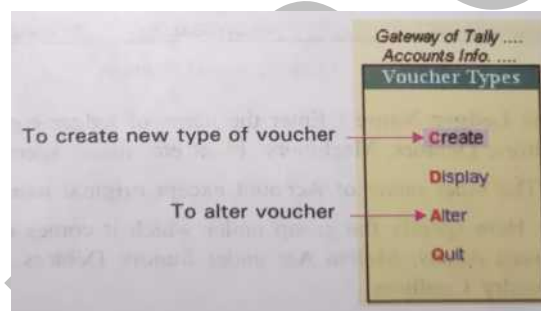 Gateway of Tally ....
Accounts Info. ....
Voucher Types
To create new type of voucher
Create
Display
To alter voucher
Alter
Quit